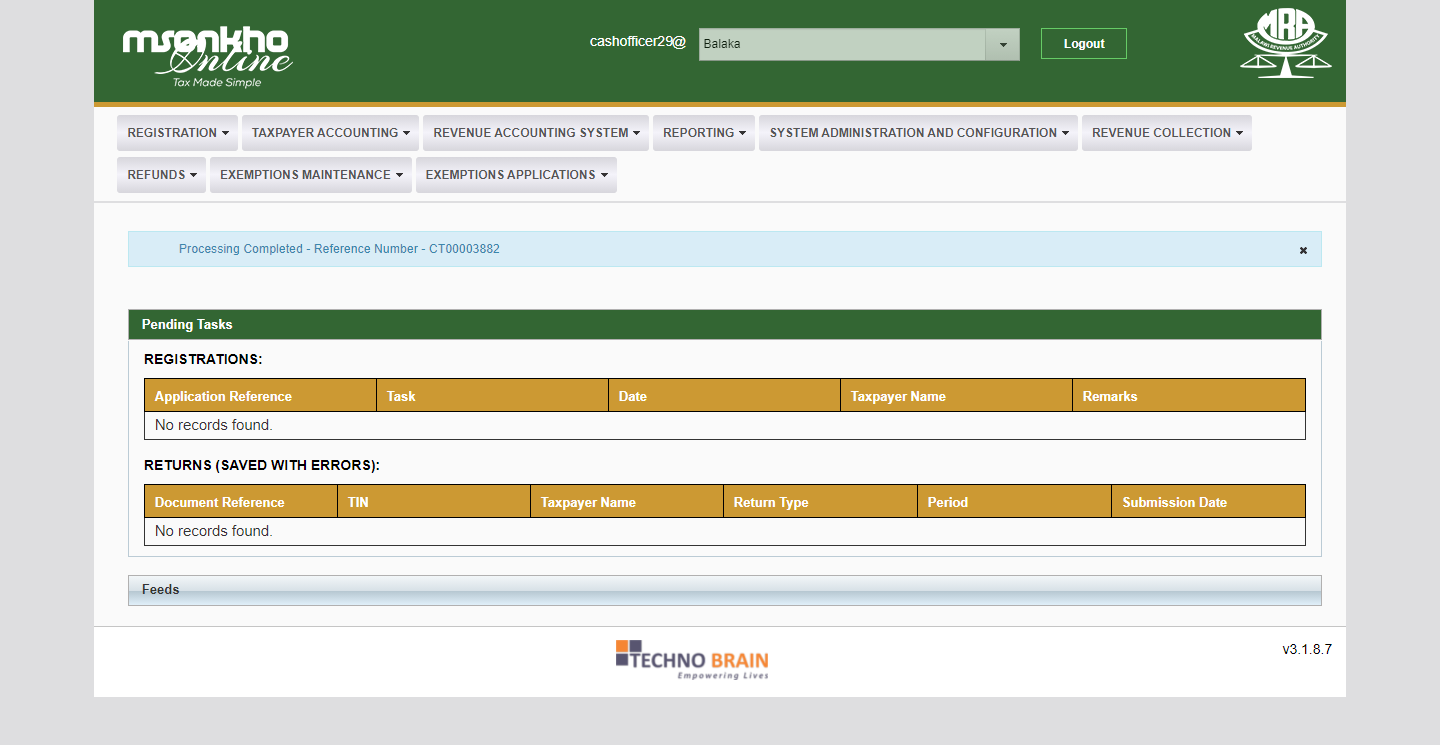 msonkho
Online
Tax Made Simple
cashofficer29@ Balaka Logout
MRA
MALAWI REVENUE AUTHORITY
REGISTRATION TAXPAYER ACCOUNTING REVENUE ACCOUNTING SYSTEM REPORTING SYSTEM ADMINISTRATION AND CONFIGURATION REVENUE COLLECTION
REFUNDS EXEMPTIONS MAINTENANCE EXEMPTIONS APPLICATIONS
Processing Completed - Reference Number - CT00003882
Pending Tasks
REGISTRATIONS:
Application Reference Task Date Taxpayer Name Remarks
No records found.
RETURNS (SAVED WITH ERRORS):
Document Reference TIN Taxpayer Name Return Type Period Submission Date
No records found.
Feeds
TECHNO BRAIN
Empowering Lives
v3.1.8.7